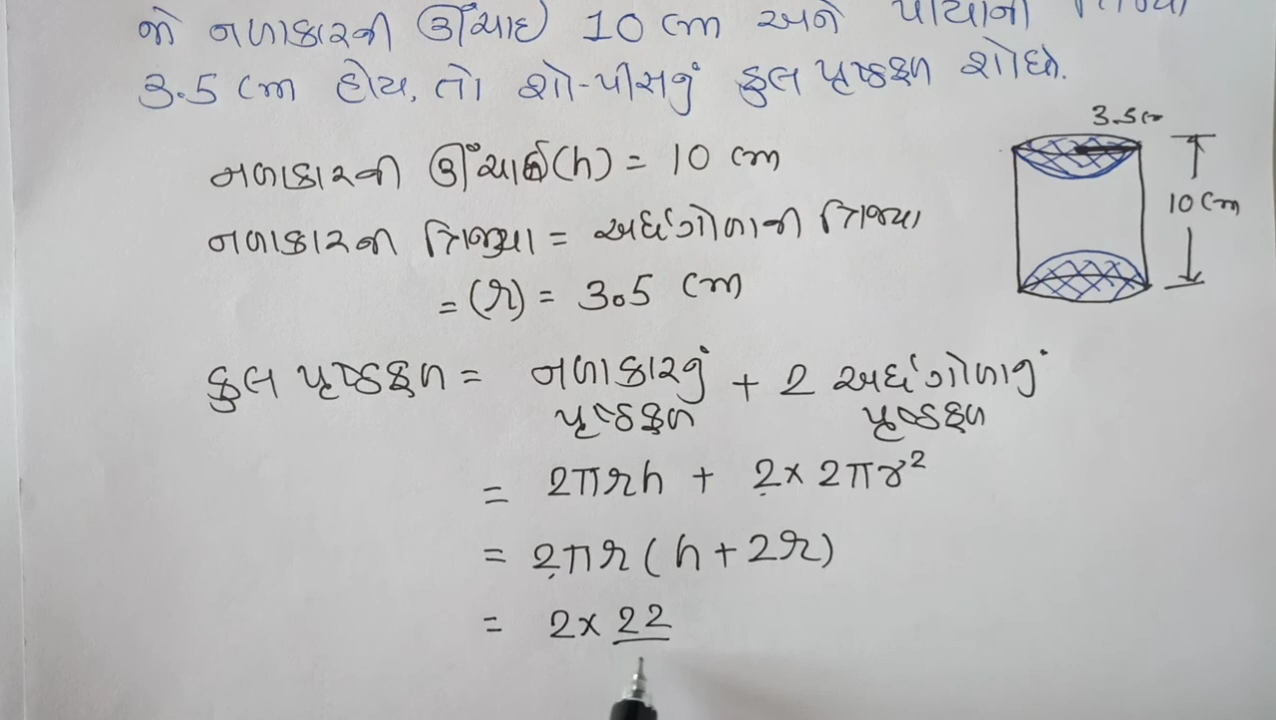 જો નળાકારની ઊંચાઈ 10 cm અને પાયાની ત્રિજ્યા
3.5 cm હોય, તો શો-પીસનું કુલ પૃષ્ઠફળ શોધો.
3.5 cm
નળાકારની ઊંચાઈ (h) = 10 cm
10 cm
નળાકારની ત્રિજ્યા = અર્ધગોળાની ત્રિજ્યા
= (r) = 3.5 cm
કુલ પૃષ્ઠફળ = નળાકારનું + 2 અર્ધગોળાનું
પૃષ્ઠફળ પૃષ્ઠફળ
= 2πrh + 2 × 2πr²
= 2πr (h + 2r)
= 2 × 22